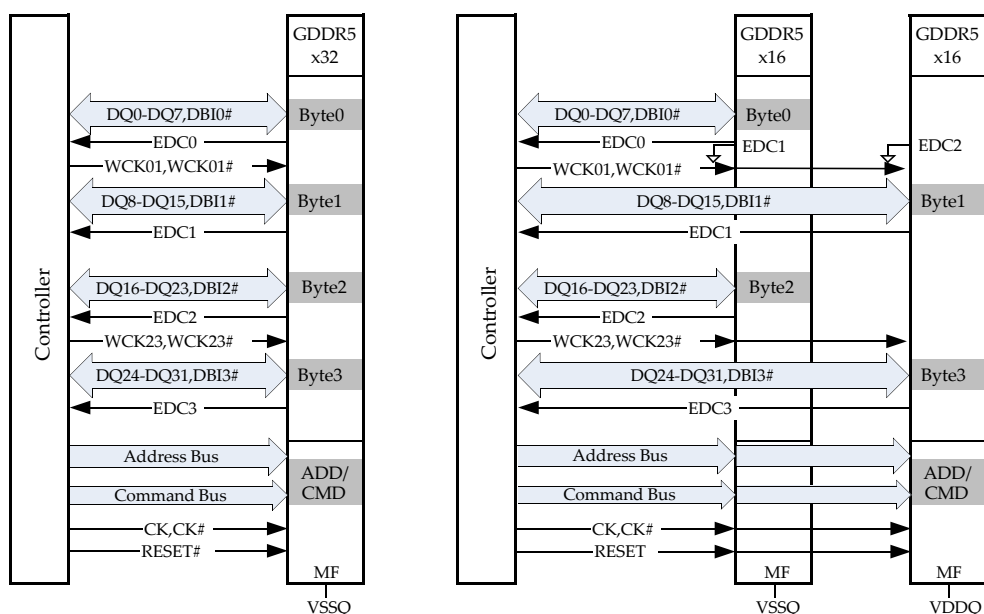 GDDR5
x32
Controller
DQ0-DQ7,DBI0#
Byte0
EDC0
WCK01,WCK01#
DQ8-DQ15,DBI1#
Byte1
EDC1
DQ16-DQ23,DBI2#
Byte2
EDC2
WCK23,WCK23#
DQ24-DQ31,DBI3#
Byte3
EDC3
Address Bus
ADD/
CMD
Command Bus
CK,CK#
RESET#
MF
VSSQ
GDDR5
x16
GDDR5
x16
Controller
DQ0-DQ7,DBI0#
Byte0
EDC0
EDC1
EDC2
WCK01,WCK01#
DQ8-DQ15,DBI1#
Byte1
EDC1
DQ16-DQ23,DBI2#
Byte2
EDC2
WCK23,WCK23#
DQ24-DQ31,DBI3#
Byte3
EDC3
Address Bus
ADD/
CMD
Command Bus
CK,CK#
RESET
MF
MF
VSSQ
VDDQ